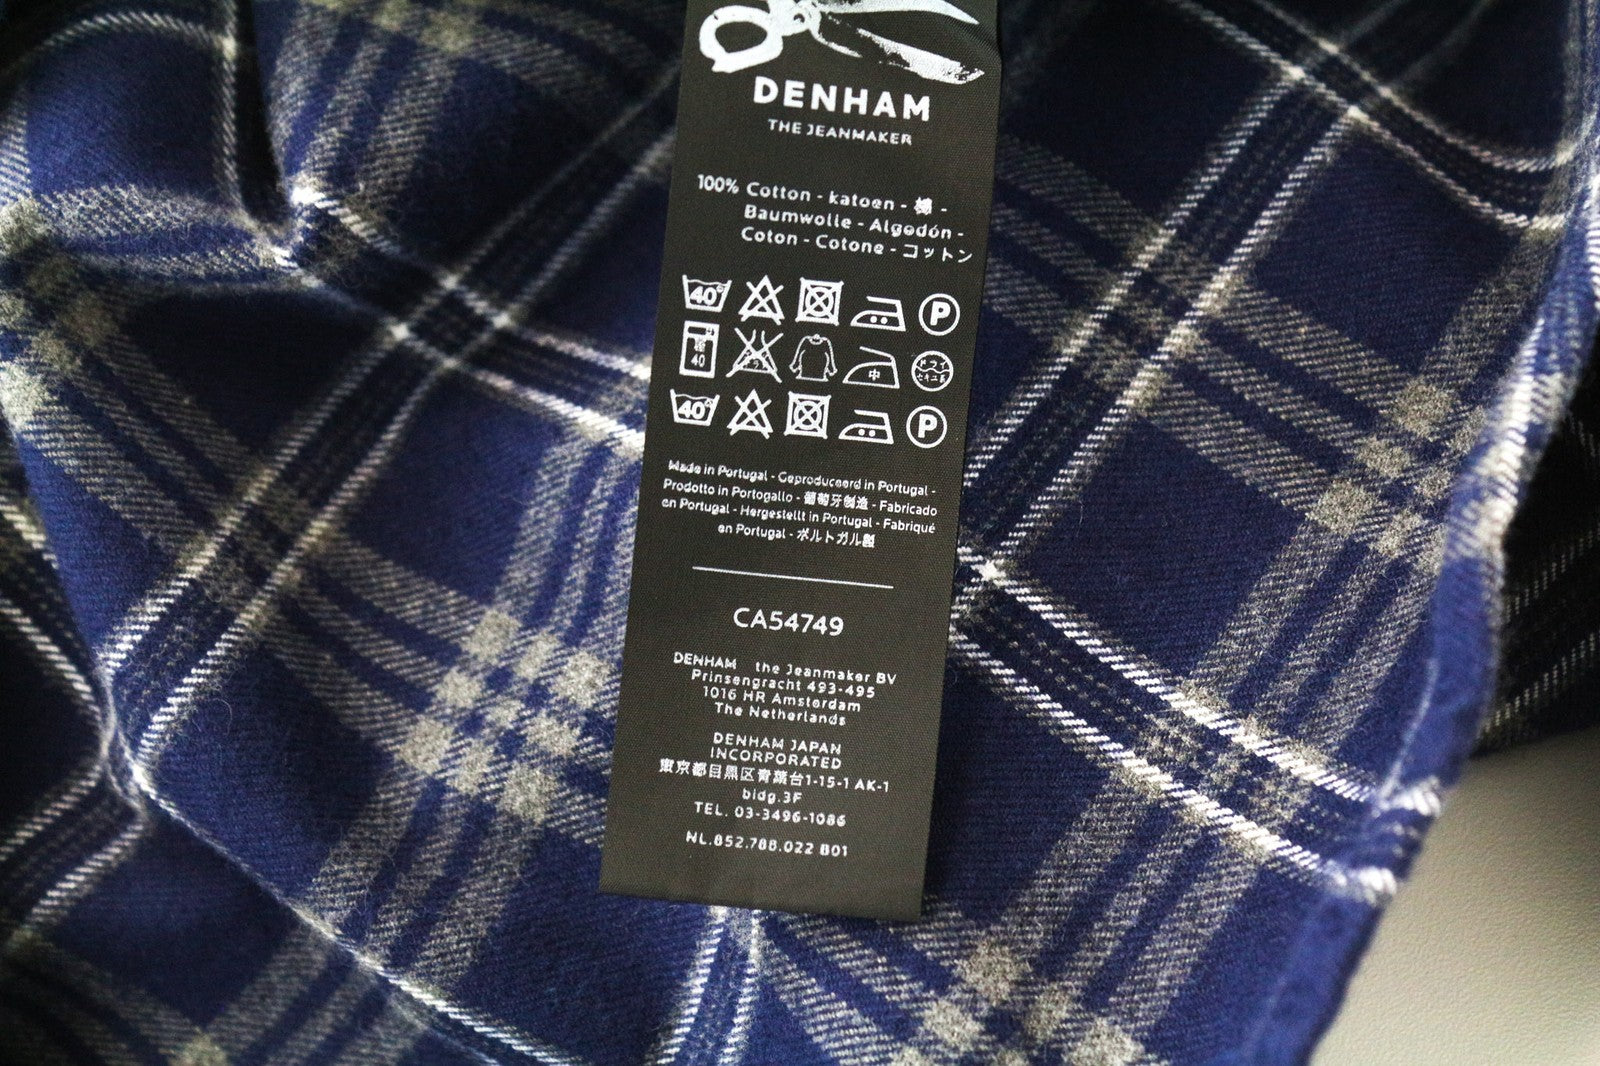 DENHAM
THE JEANMAKER
100% Cotton - katoen - 棉 -
Baumwolle - Algodón -
Coton - Cotone - コットン
40° P
40 中
40° P
Made in Portugal - Geproduceerd in Portugal -
Prodotto in Portogallo - 葡萄牙制造 - Fabricado
en Portugal - Hergestellt in Portugal - Fabriqué
en Portugal - ポルトガル製
CA54749
DENHAM the Jeanmaker BV
Prinsengracht 493-495
1016 HR Amsterdam
The Netherlands
DENHAM JAPAN
INCORPORATED
東京都目黒区青葉台1-15-1 AK-1
bldg.3F
TEL. 03-3496-1086
NL.852.788.022 B01